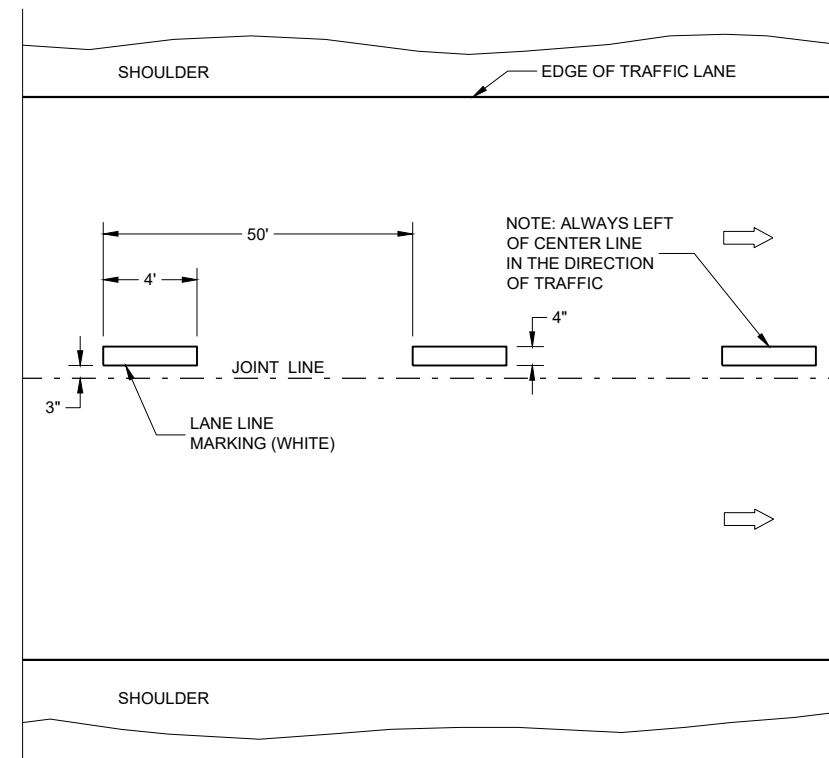 SHOULDER
EDGE OF TRAFFIC LANE
50'
NOTE: ALWAYS LEFT
OF CENTER LINE
IN THE DIRECTION
OF TRAFFIC
4'
4"
JOINT LINE
3"
LANE LINE
MARKING (WHITE)
SHOULDER